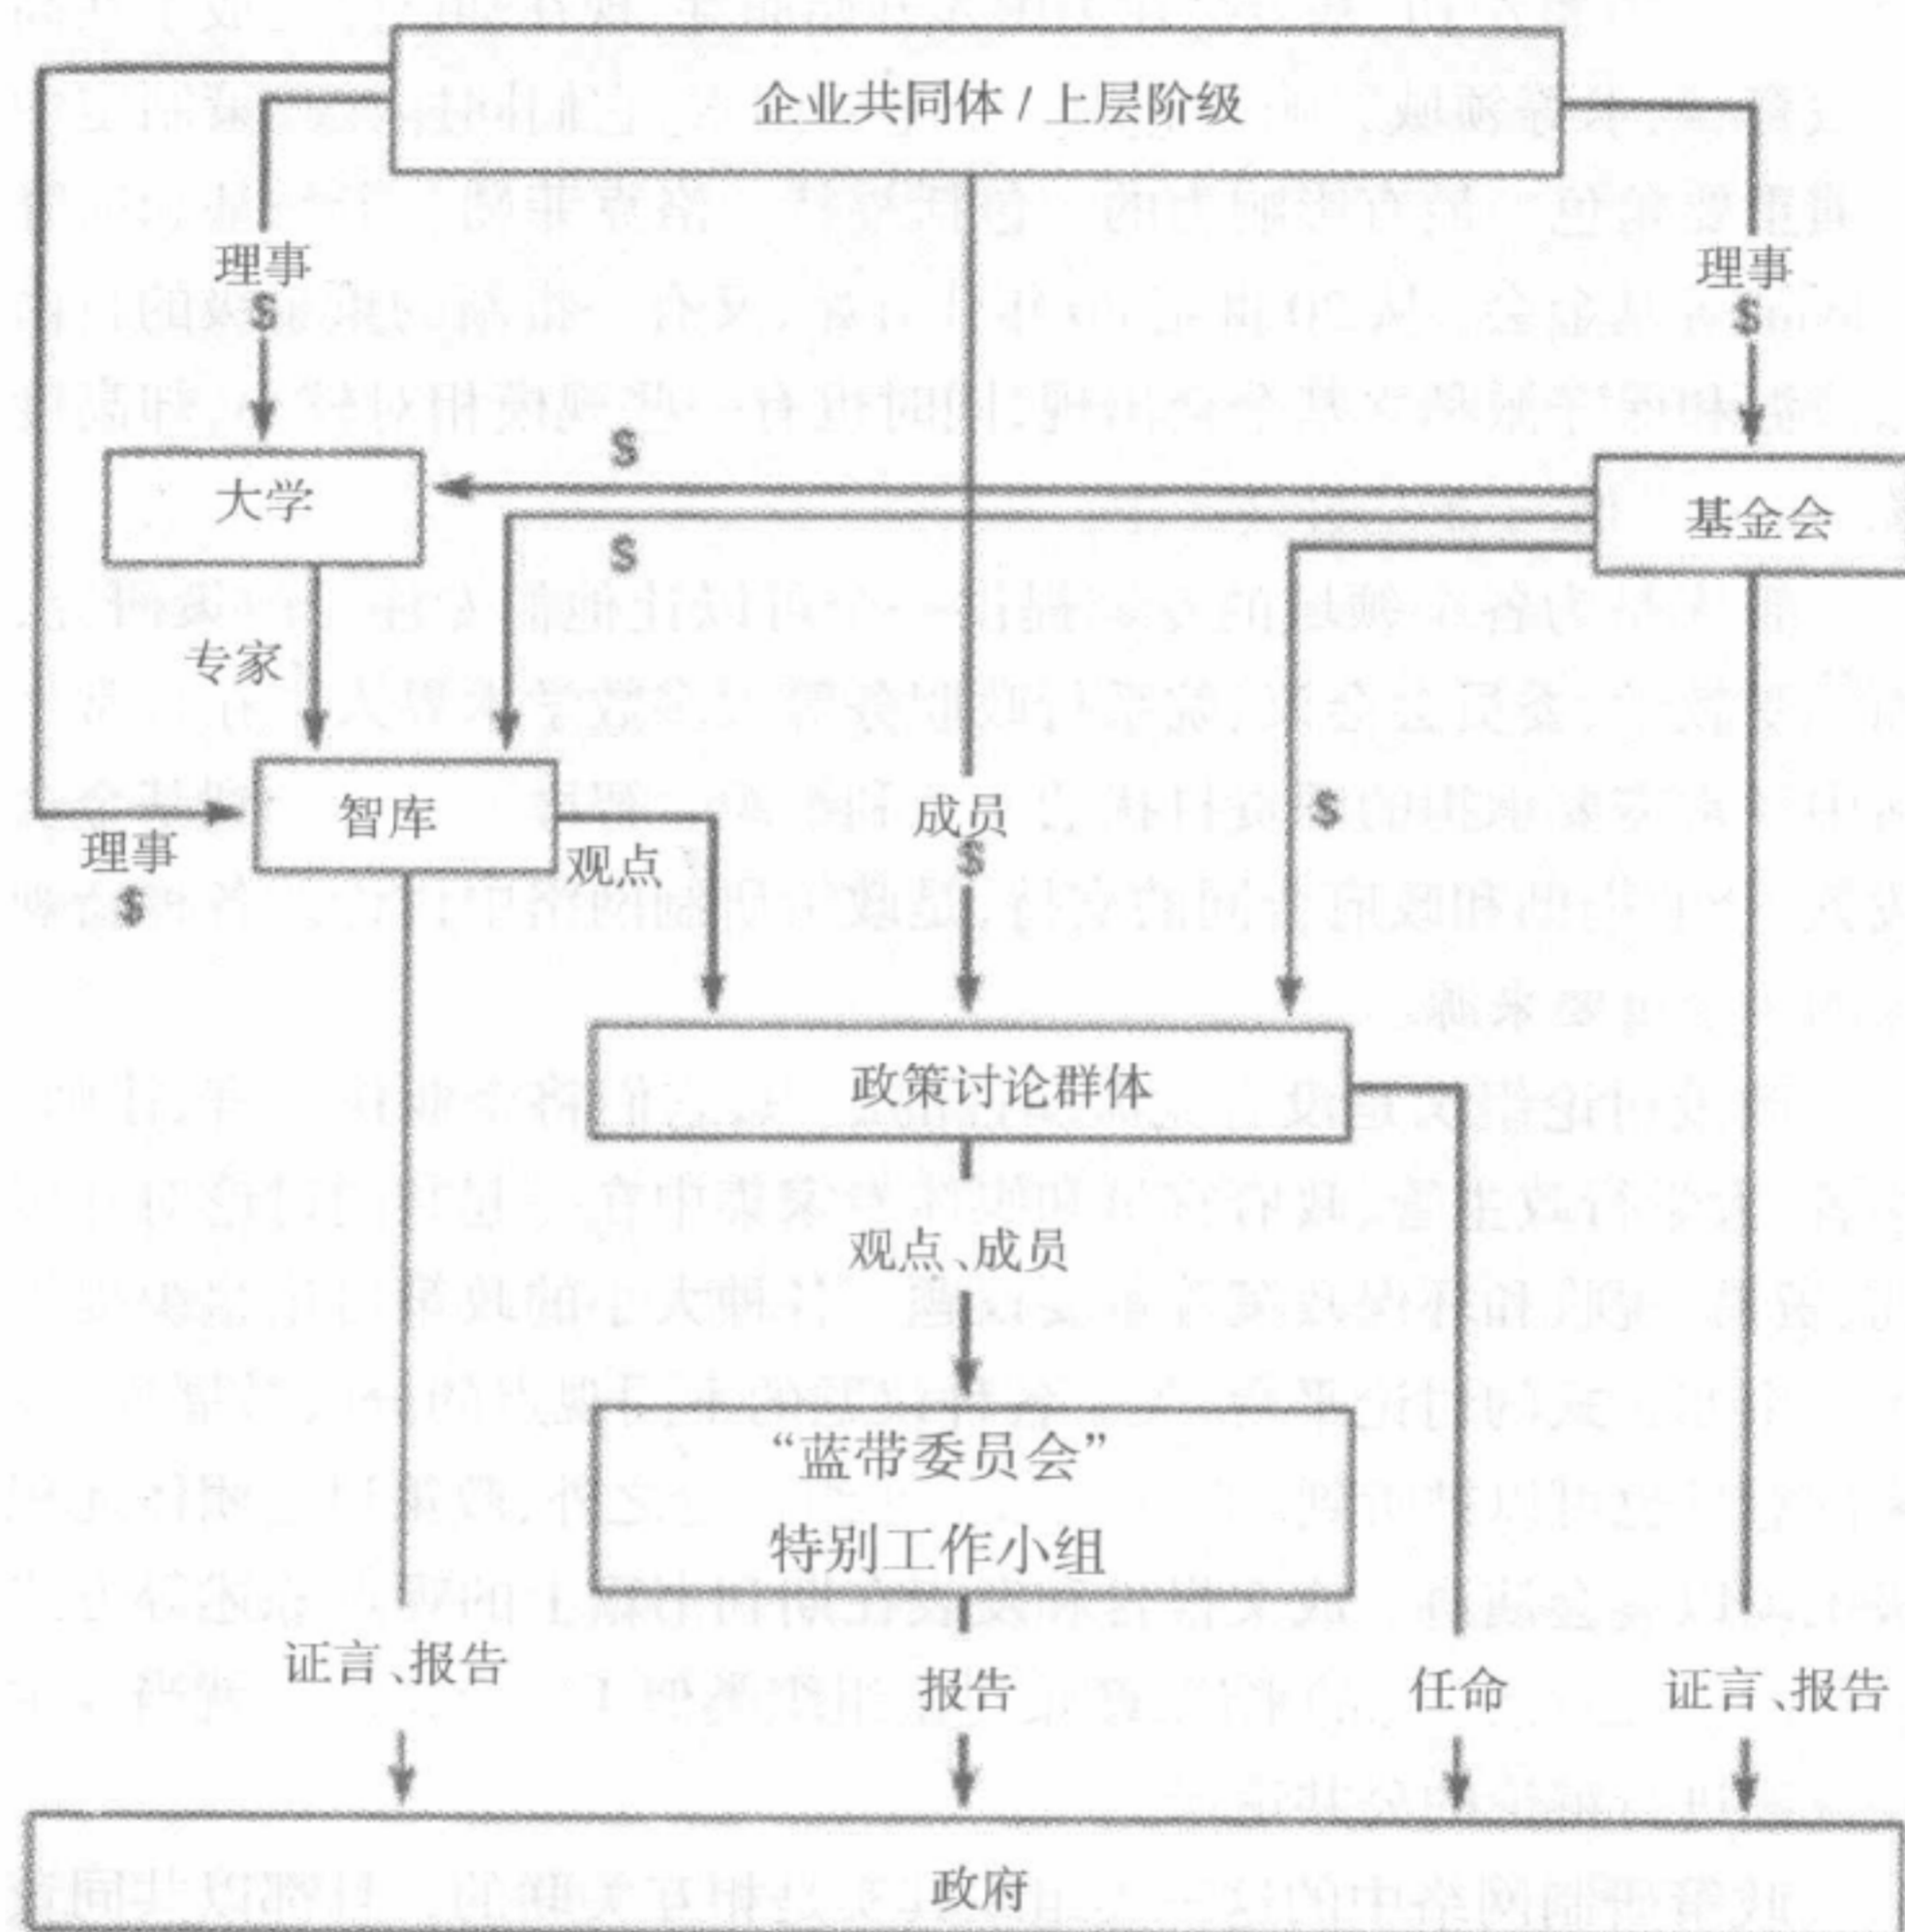 企业共同体 / 上层阶级
理事
$
理事
$
大学
$
$
基金会
专家
智库
理事
$
观点
成员
$
$
政策讨论群体
观点、成员
“蓝带委员会”
特别工作小组
证言、报告
报告
任命
证言、报告
政府